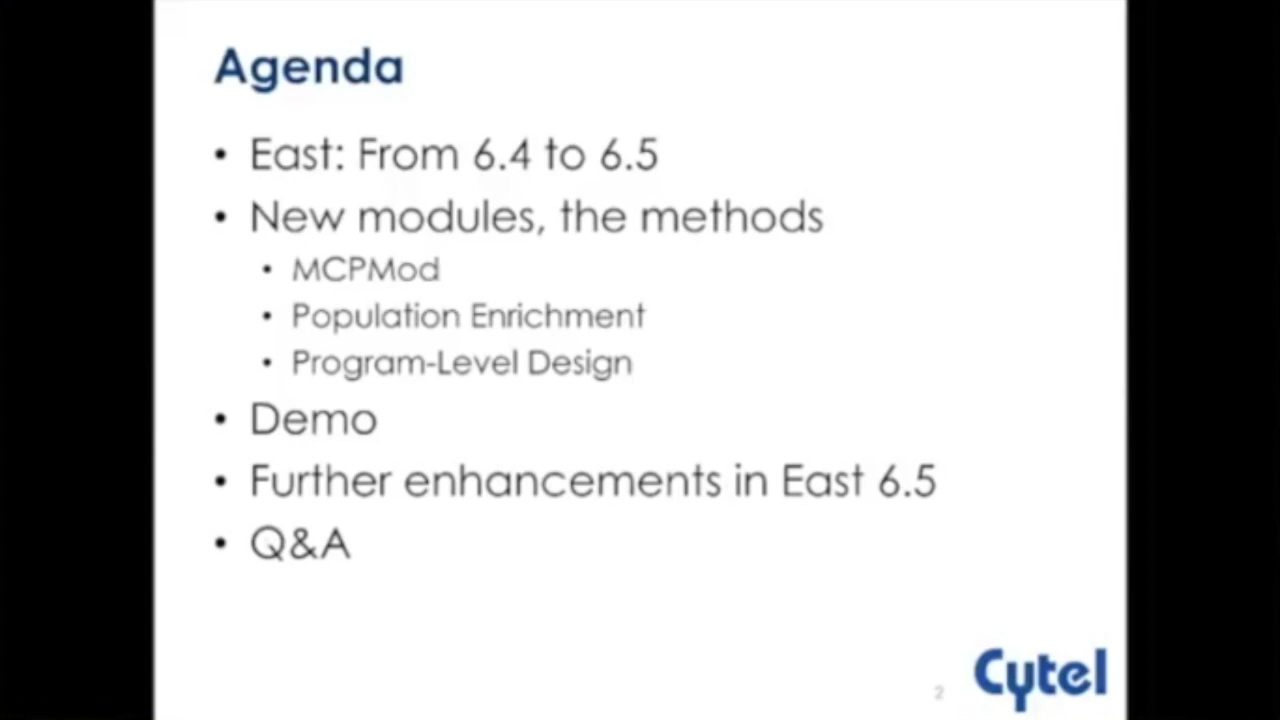 Agenda
• East: From 6.4 to 6.5
• New modules, the methods
• MCPMod
• Population Enrichment
• Program-Level Design
• Demo
• Further enhancements in East 6.5
• Q&A
2
Cytel